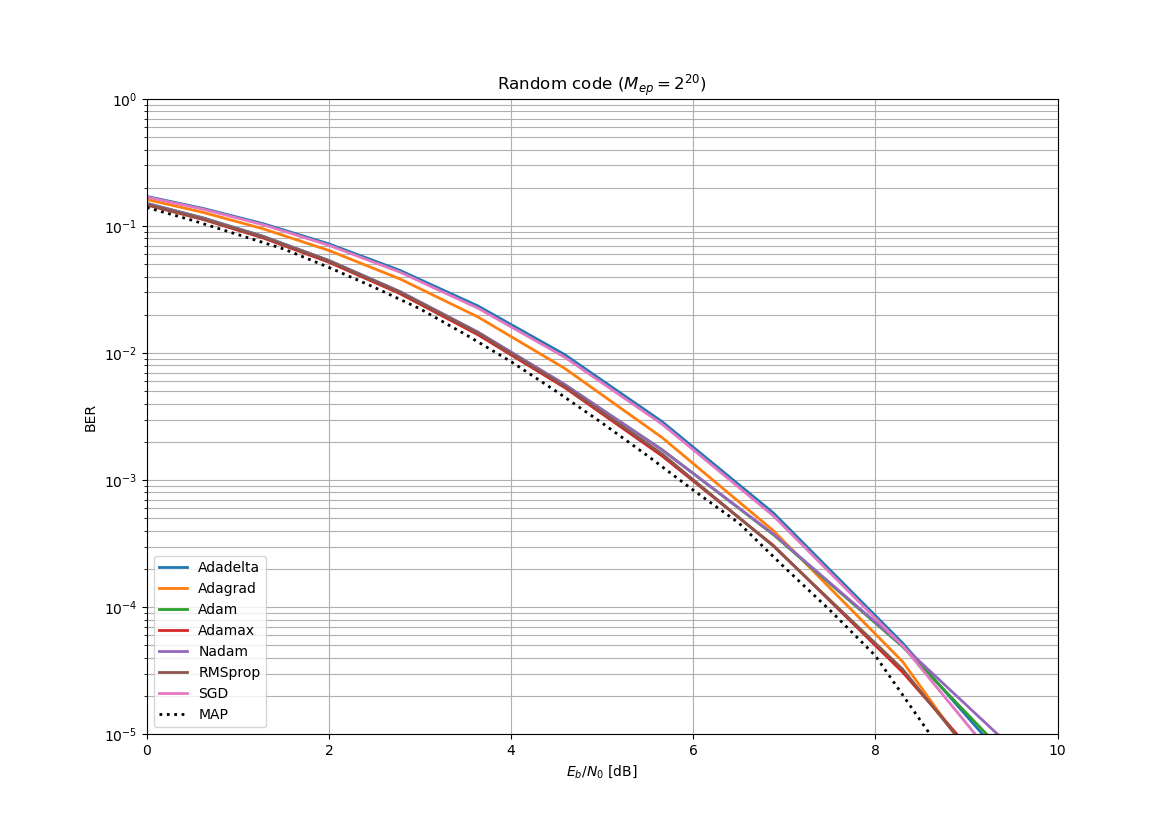 Random code (M_{ep} = 2^{20})
10^0
10^{-1}
10^{-2}
10^{-3}
10^{-4}
10^{-5}
BER
Adadelta
Adagrad
Adam
Adamax
Nadam
RMSprop
SGD
MAP
0 2 4 6 8 10
E_b/N_0 [dB]